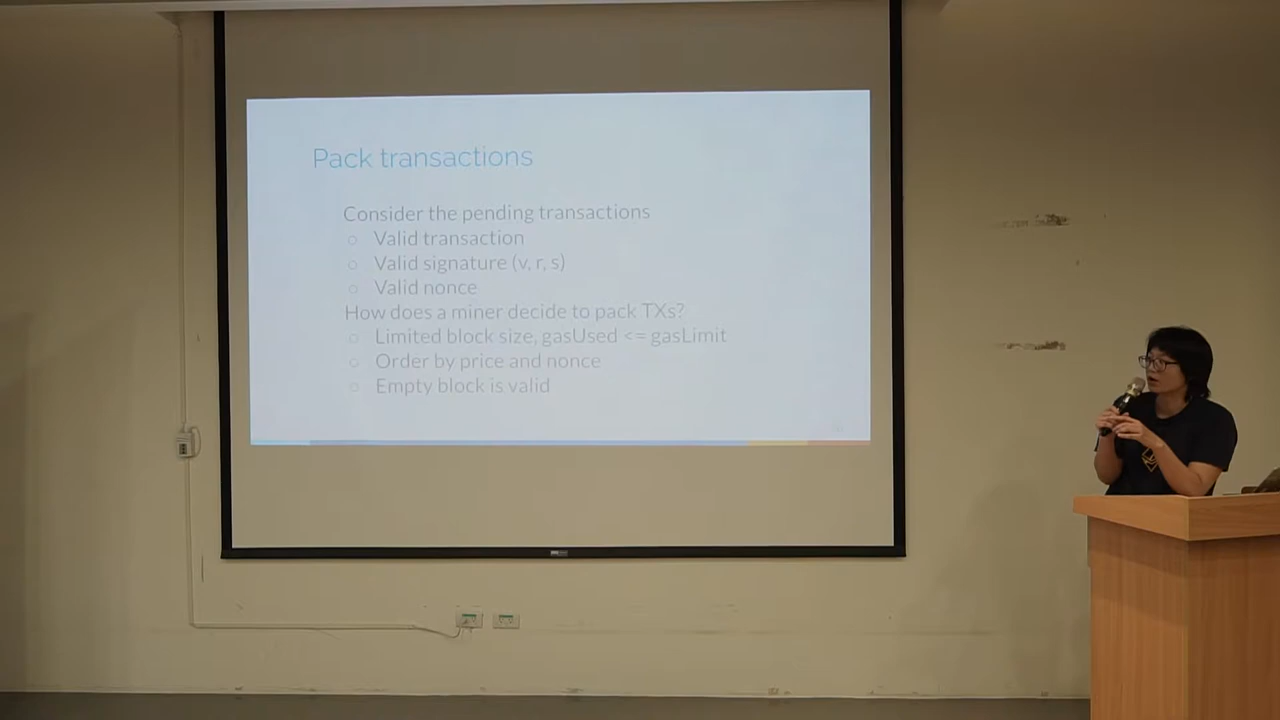 Pack transactions
Consider the pending transactions
○ Valid transaction
○ Valid signature (v, r, s)
○ Valid nonce
How does a miner decide to pack TXs?
○ Limited block size, gasUsed <= gasLimit
○ Order by price and nonce
○ Empty block is valid